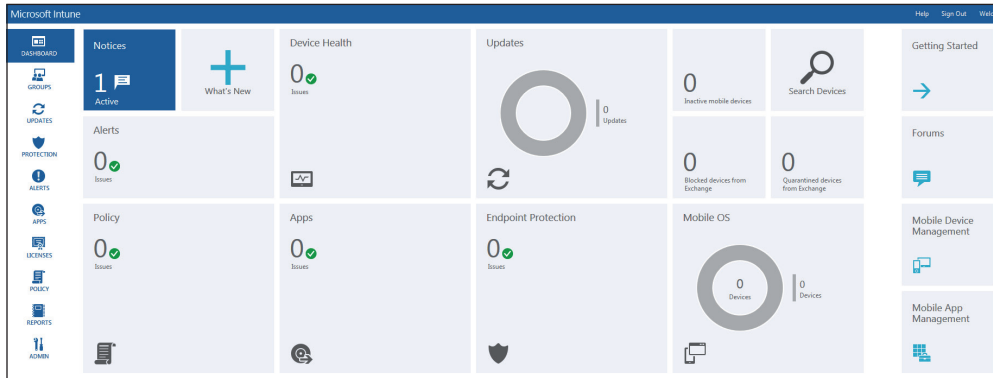 Microsoft Intune
Help Sign Out
DASHBOARD
GROUPS
UPDATES
PROTECTION
ALERTS
APPS
LICENSES
POLICY
REPORTS
ADMIN
Notices
1
Active
What's New
Alerts
0
Issues
Device Health
0
Issues
Updates
0
Updates
0
Inactive mobile devices
Search Devices
0
Blocked devices from
Exchange
0
Quarantined devices
from Exchange
Policy
0
Issues
Apps
0
Issues
Endpoint Protection
0
Issues
Mobile OS
0
Devices
0
Devices
Getting Started
Forums
Mobile Device
Management
Mobile App
Management